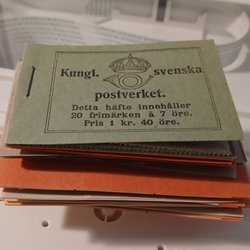 Kungl. svenska
postverket.
Detta häfte innehåller
20 frimärken à 7 öre.
Pris 1 kr. 40 öre.